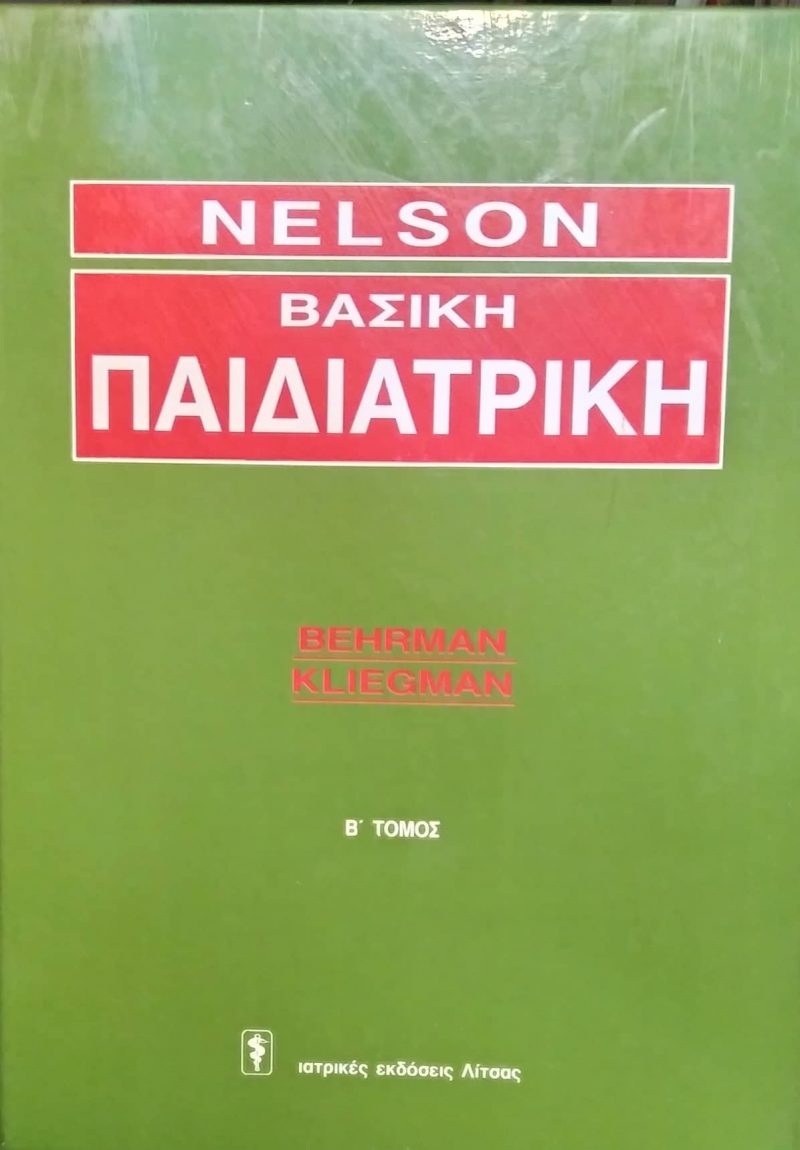 NELSON
ΒΑΣΙΚΗ
ΠΑΙΔΙΑΤΡΙΚΗ
BEHRMAN
KLIEGMAN
Β΄ ΤΟΜΟΣ
ιατρικές εκδόσεις Λίτσας